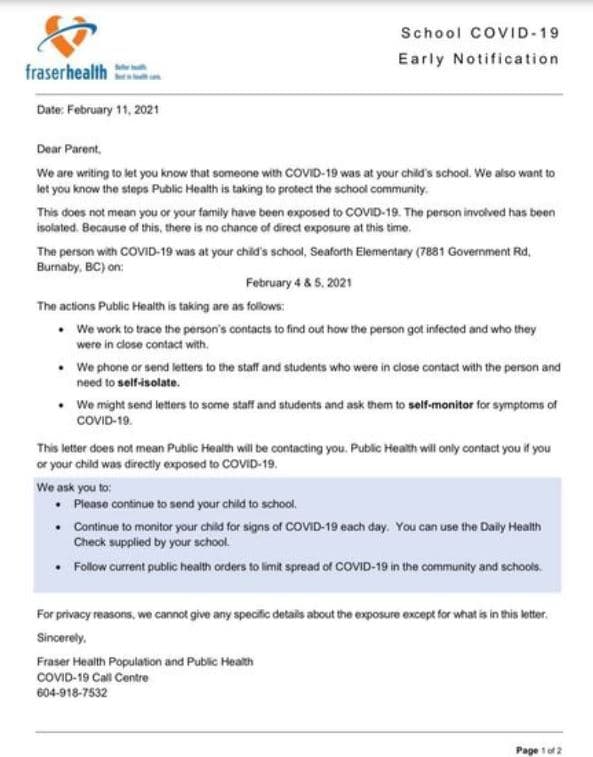 School COVID-19
Early Notification
fraserhealth
Better health.
Best in health care.
Date: February 11, 2021
Dear Parent,
We are writing to let you know that someone with COVID-19 was at your child's school. We also want to
let you know the steps Public Health is taking to protect the school community.
This does not mean you or your family have been exposed to COVID-19. The person involved has been
isolated. Because of this, there is no chance of direct exposure at this time.
The person with COVID-19 was at your child's school, Seaforth Elementary (7881 Government Rd,
Burnaby, BC) on:
February 4 & 5, 2021
The actions Public Health is taking are as follows:
• We work to trace the person's contacts to find out how the person got infected and who they
were in close contact with.
• We phone or send letters to the staff and students who were in close contact with the person and
need to self-isolate.
• We might send letters to some staff and students and ask them to self-monitor for symptoms of
COVID-19.
This letter does not mean Public Health will be contacting you. Public Health will only contact you if you
or your child was directly exposed to COVID-19.
We ask you to:
• Please continue to send your child to school.
• Continue to monitor your child for signs of COVID-19 each day. You can use the Daily Health
Check supplied by your school.
• Follow current public health orders to limit spread of COVID-19 in the community and schools.
For privacy reasons, we cannot give any specific details about the exposure except for what is in this letter.
Sincerely,
Fraser Health Population and Public Health
COVID-19 Call Centre
604-918-7532
Page 1 of 2